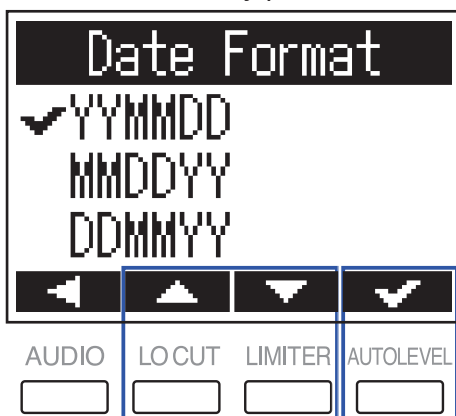 Date Format
YYMMDD
MMDDYY
DDMMYY
AUDIO LO CUT LIMITER AUTOLEVEL